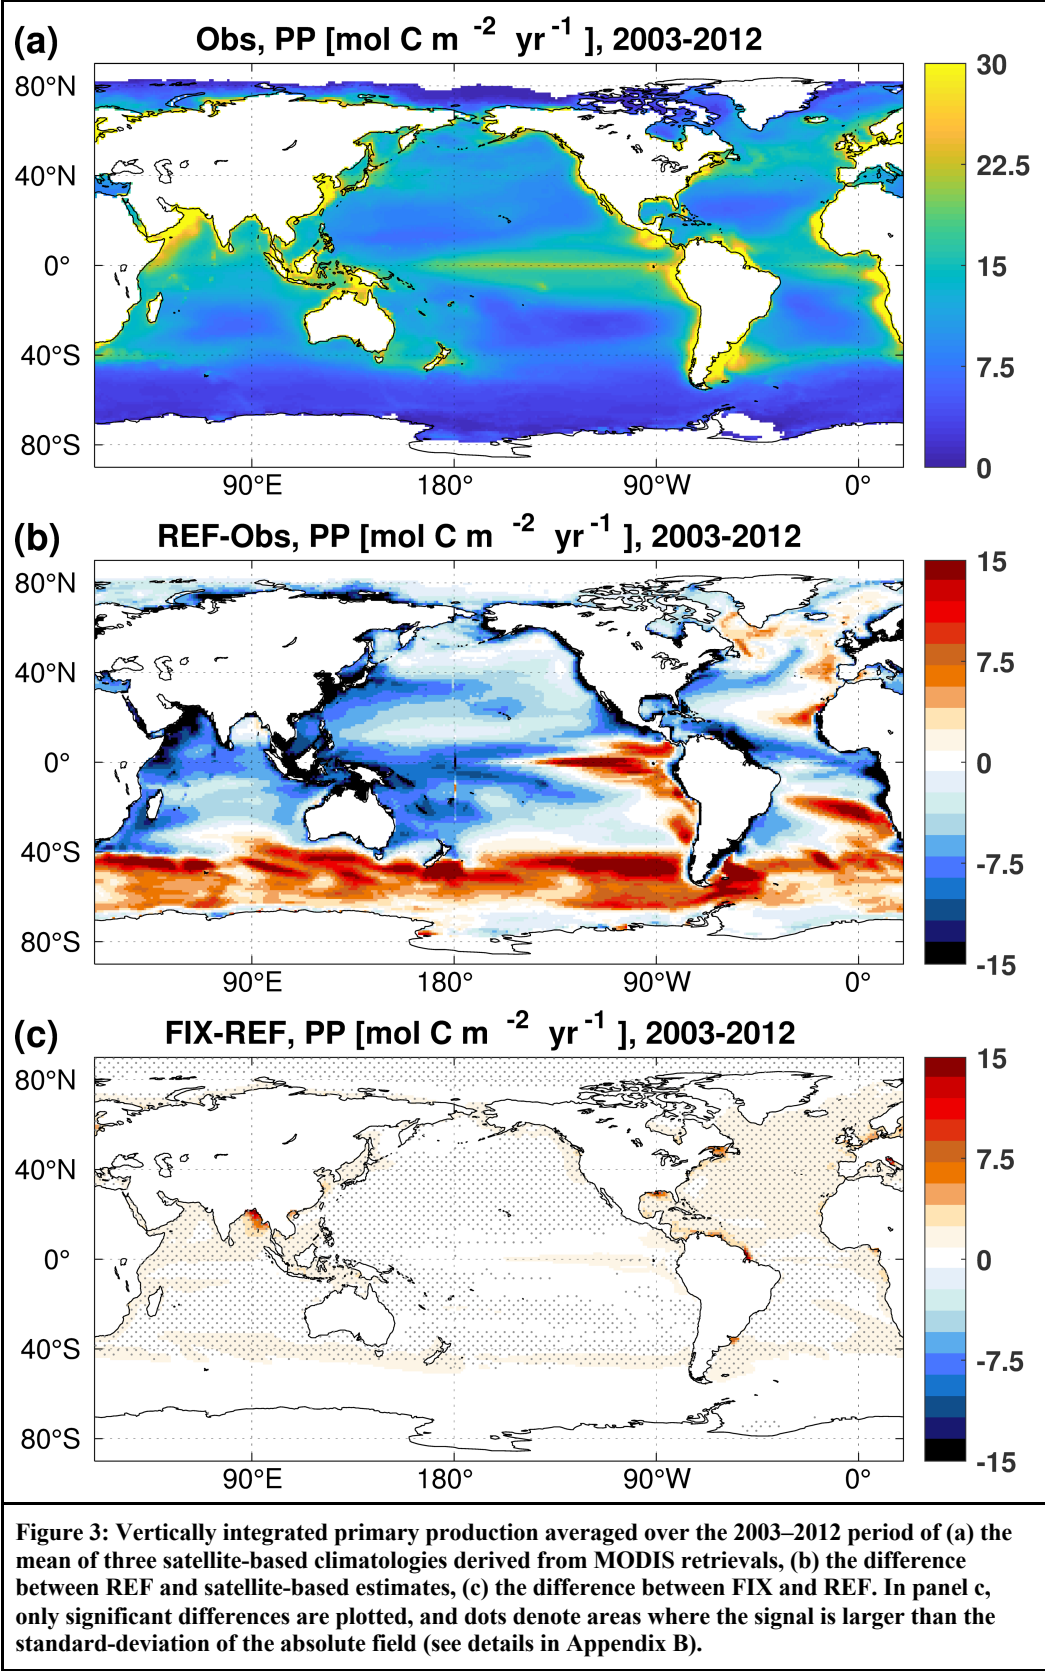 (a)
Obs, PP [mol C m -2 yr -1 ], 2003-2012
80°N
40°N
0°
40°S
80°S
90°E
180°
90°W
0°
30
22.5
15
7.5
0
(b)
REF-Obs, PP [mol C m -2 yr -1 ], 2003-2012
80°N
40°N
0°
40°S
80°S
90°E
180°
90°W
0°
15
7.5
0
-7.5
-15
(c)
FIX-REF, PP [mol C m -2 yr -1 ], 2003-2012
80°N
40°N
0°
40°S
80°S
90°E
180°
90°W
0°
15
7.5
0
-7.5
-15
Figure 3: Vertically integrated primary production averaged over the 2003–2012 period of (a) the
mean of three satellite-based climatologies derived from MODIS retrievals, (b) the difference
between REF and satellite-based estimates, (c) the difference between FIX and REF. In panel c,
only significant differences are plotted, and dots denote areas where the signal is larger than the
standard-deviation of the absolute field (see details in Appendix B).